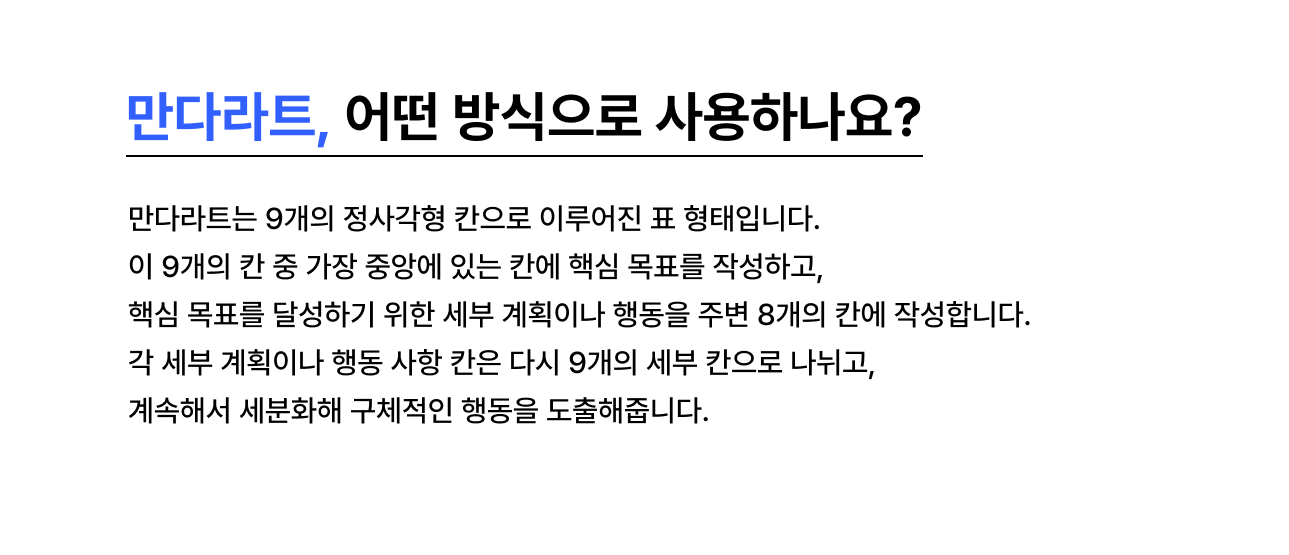 만다라트, 어떤 방식으로 사용하나요?
만다라트는 9개의 정사각형 칸으로 이루어진 표 형태입니다.
이 9개의 칸 중 가장 중앙에 있는 칸에 핵심 목표를 작성하고,
핵심 목표를 달성하기 위한 세부 계획이나 행동을 주변 8개의 칸에 작성합니다.
각 세부 계획이나 행동 사항 칸은 다시 9개의 세부 칸으로 나뉘고,
계속해서 세분화해 구체적인 행동을 도출해줍니다.